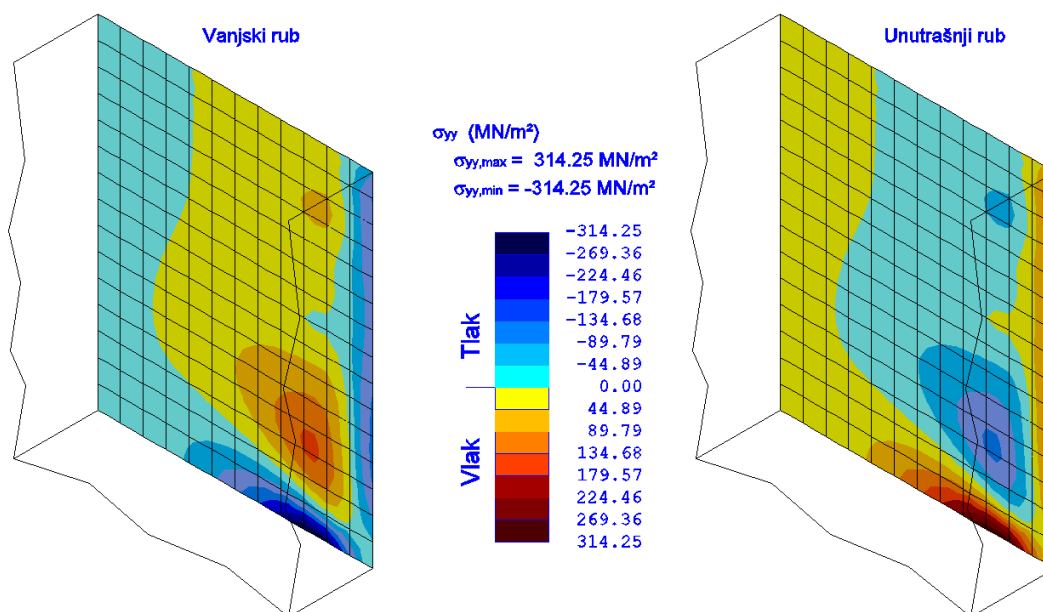 Vanjski rub
Unutrašnji rub
σyy (MN/m²)
σyy,max = 314.25 MN/m²
σyy,min = -314.25 MN/m²
Tlak
Vlak
-314.25
-269.36
-224.46
-179.57
-134.68
-89.79
-44.89
0.00
44.89
89.79
134.68
179.57
224.46
269.36
314.25